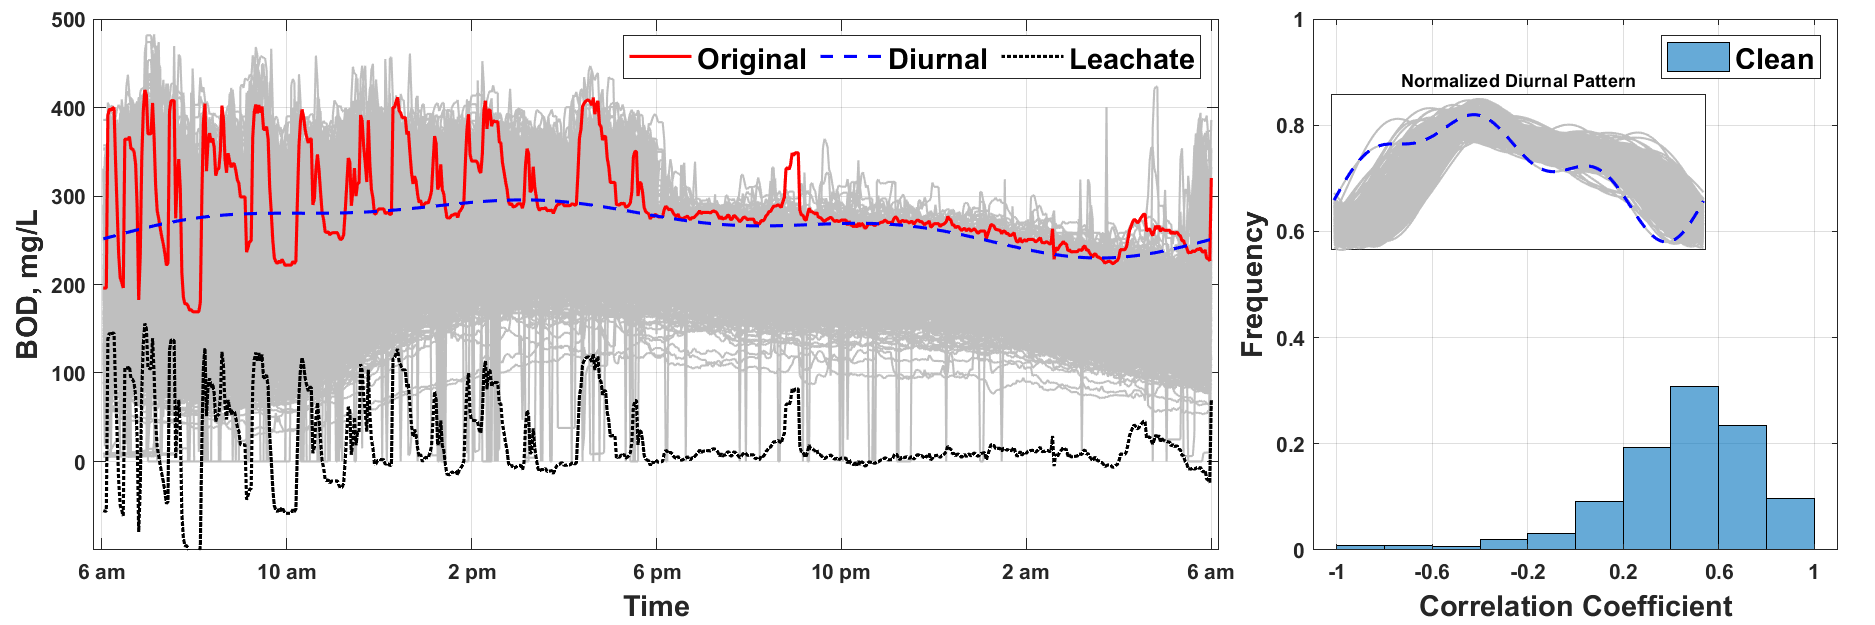 500
400
300
200
100
0
BOD, mg/L
Original Diurnal Leachate
6 am 10 am 2 pm 6 pm 10 pm 2 am 6 am
Time
1
0.8
0.6
0.4
0.2
0
Frequency
Clean
Normalized Diurnal Pattern
-1 -0.6 -0.2 0.2 0.6 1
Correlation Coefficient